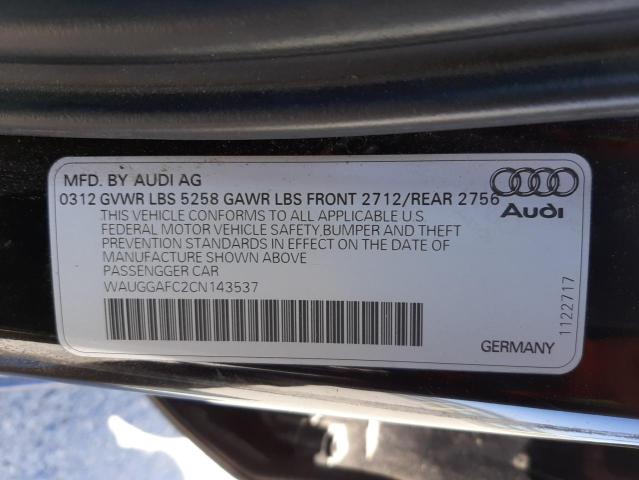 MFD. BY AUDI AG
0312 GVWR LBS 5258 GAWR LBS FRONT 2712/REAR 2756
THIS VEHICLE CONFORMS TO ALL APPLICABLE U.S.
FEDERAL MOTOR VEHICLE SAFETY,BUMPER AND THEFT
PREVENTION STANDARDS IN EFFECT ON THE DATE OF
MANUFACTURE SHOWN ABOVE
PASSENGGER CAR
WAUGGAFC2CN143537
Audi
1122717
GERMANY